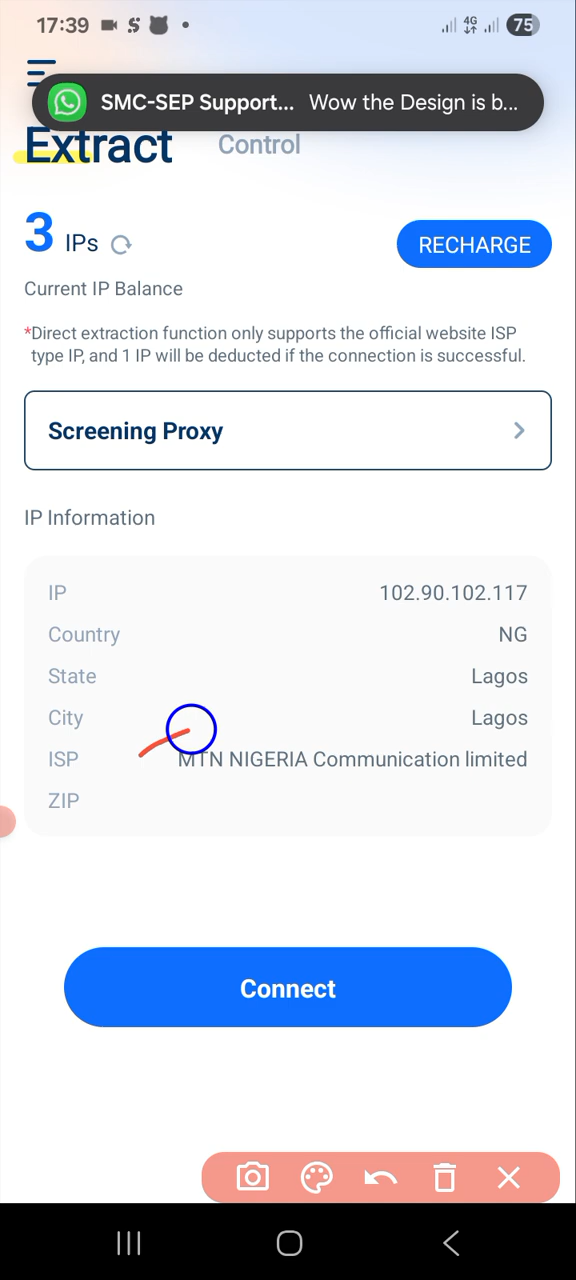 17:39 4G 75
SMC-SEP Support... Wow the Design is b...
Extract Control
3 IPs RECHARGE
Current IP Balance
*Direct extraction function only supports the official website ISP
type IP, and 1 IP will be deducted if the connection is successful.
Screening Proxy
IP Information
IP 102.90.102.117
Country NG
State Lagos
City Lagos
ISP MTN NIGERIA Communication limited
ZIP
Connect